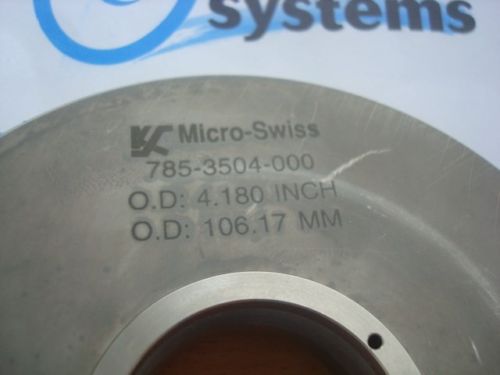 systems
Micro-Swiss
785-3504-000
O.D: 4.180 INCH
O.D: 106.17 MM